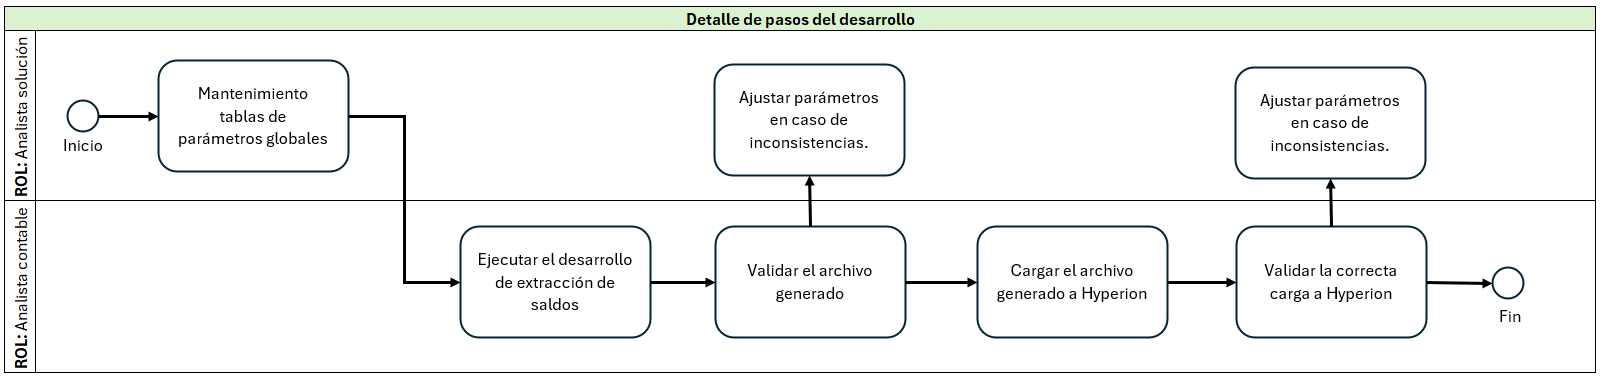 Detalle de pasos del desarrollo
ROL: Analista solución
Inicio
Mantenimiento
tablas de
parámetros globales
Ajustar parámetros
en caso de
inconsistencias.
Ajustar parámetros
en caso de
inconsistencias.
ROL: Analista contable
Ejecutar el desarrollo
de extracción de
saldos
Validar el archivo
generado
Cargar el archivo
generado a Hyperion
Validar la correcta
carga a Hyperion
Fin